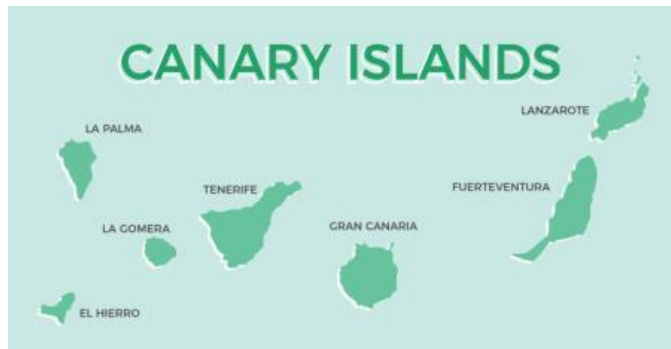 CANARY ISLANDS
LANZAROTE
LA PALMA
TENERIFE
FUERTEVENTURA
LA GOMERA
GRAN CANARIA
EL HIERRO